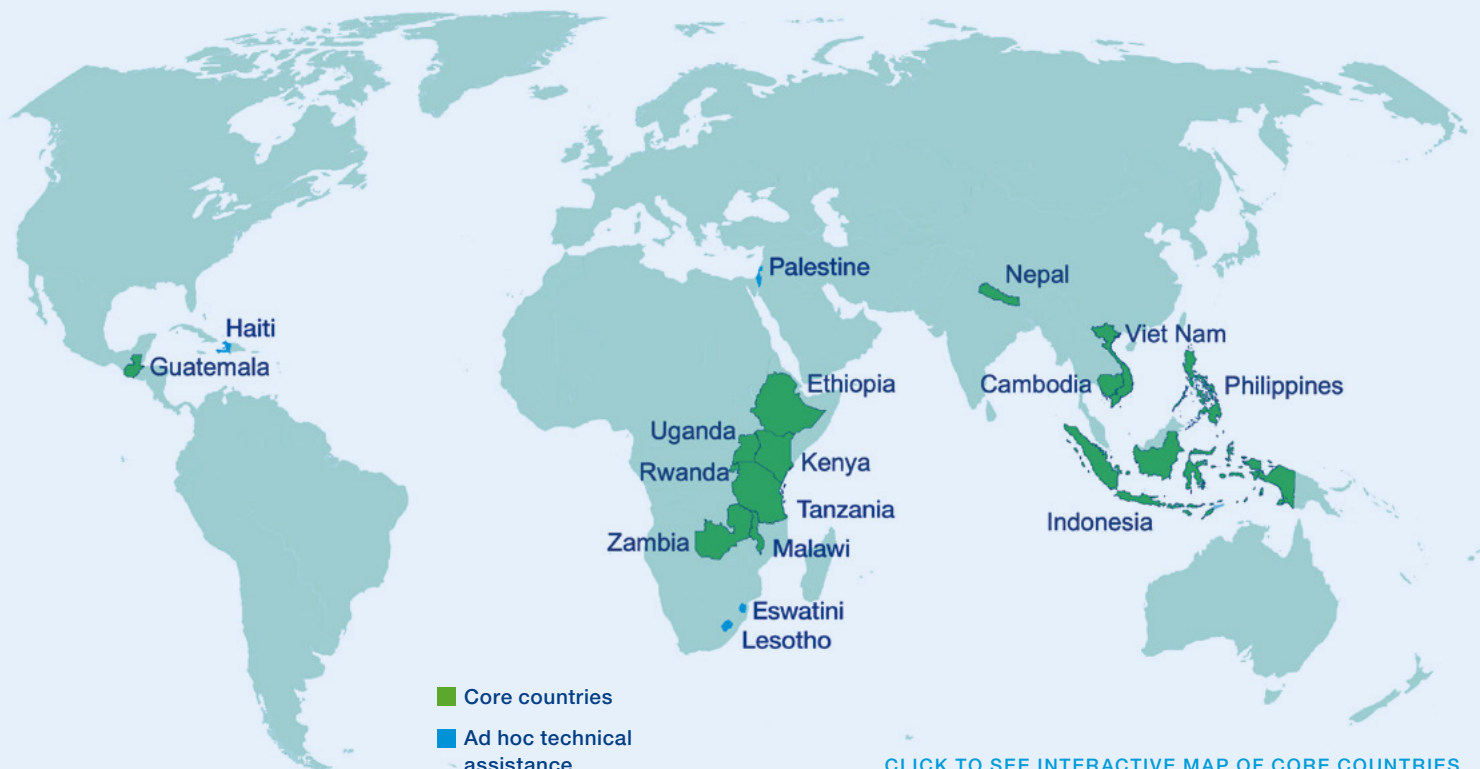 Palestine
Nepal
Haiti
Viet Nam
Guatemala
Ethiopia
Cambodia
Philippines
Uganda
Kenya
Rwanda
Tanzania
Indonesia
Zambia
Malawi
Eswatini
Lesotho
Core countries
Ad hoc technical
assistance
CLICK TO SEE INTERACTIVE MAP OF CORE COUNTRIES